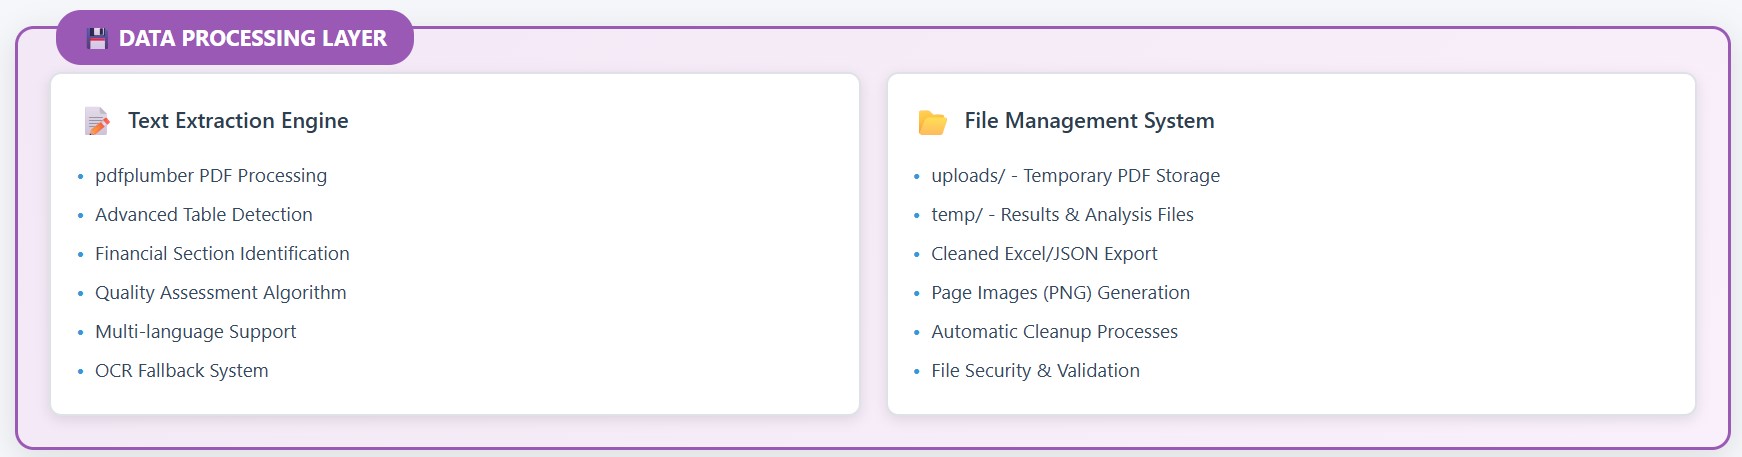 DATA PROCESSING LAYER
Text Extraction Engine
• pdfplumber PDF Processing
• Advanced Table Detection
• Financial Section Identification
• Quality Assessment Algorithm
• Multi-language Support
• OCR Fallback System
File Management System
• uploads/ - Temporary PDF Storage
• temp/ - Results & Analysis Files
• Cleaned Excel/JSON Export
• Page Images (PNG) Generation
• Automatic Cleanup Processes
• File Security & Validation